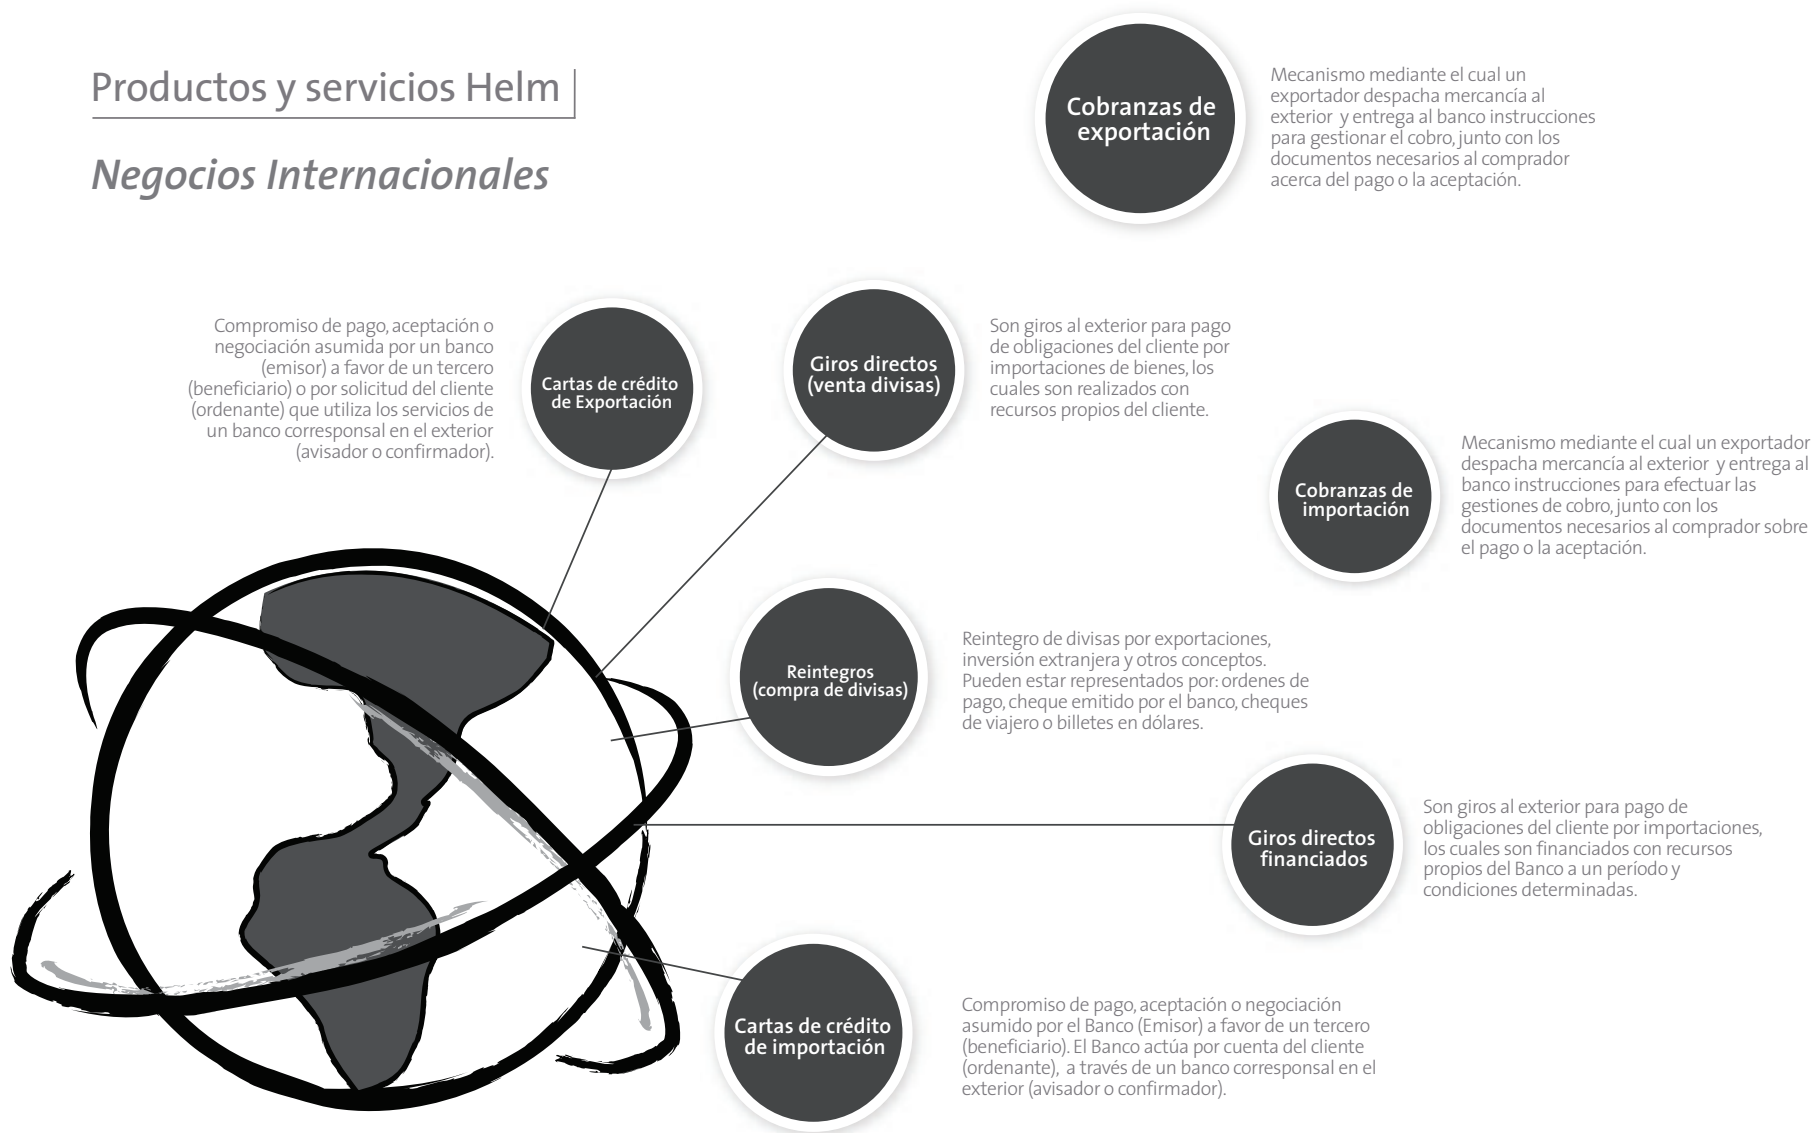 Productos y servicios Helm
Negocios Internacionales
Cobranzas de
exportación
Mecanismo mediante el cual un
exportador despacha mercancía al
exterior y entrega al banco instrucciones
para gestionar el cobro, junto con los
documentos necesarios al comprador
acerca del pago o la aceptación.
Compromiso de pago, aceptación o
negociación asumida por un banco
(emisor) a favor de un tercero
(beneficiario) o por solicitud del cliente
(ordenante) que utiliza los servicios de
un banco corresponsal en el exterior
(avisador o confirmador).
Cartas de crédito
de Exportación
Giros directos
(venta divisas)
Son giros al exterior para pago
de obligaciones del cliente por
importaciones de bienes, los
cuales son realizados con
recursos propios del cliente.
Cobranzas de
importación
Mecanismo mediante el cual un exportador
despacha mercancía al exterior y entrega al
banco instrucciones para efectuar las
gestiones de cobro, junto con los
documentos necesarios al comprador sobre
el pago o la aceptación.
Reintegros
(compra de divisas)
Reintegro de divisas por exportaciones,
inversión extranjera y otros conceptos.
Pueden estar representados por: ordenes de
pago, cheque emitido por el banco, cheques
de viajero o billetes en dólares.
Giros directos
financiados
Son giros al exterior para pago de
obligaciones del cliente por importaciones,
los cuales son financiados con recursos
propios del Banco a un período y
condiciones determinadas.
Cartas de crédito
de importación
Compromiso de pago, aceptación o negociación
asumido por el Banco (Emisor) a favor de un tercero
(beneficiario). El Banco actúa por cuenta del cliente
(ordenante), a través de un banco corresponsal en el
exterior (avisador o confirmador).